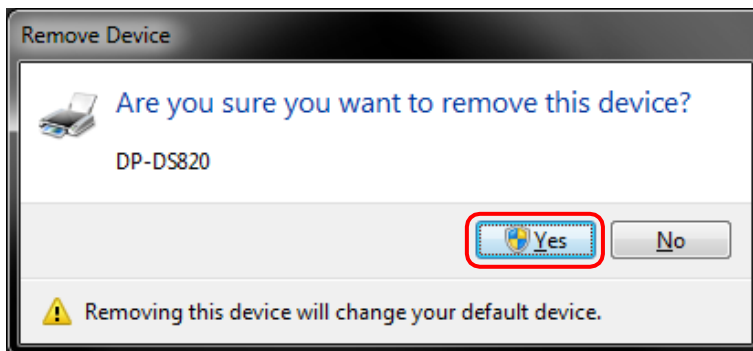 Remove Device
Are you sure you want to remove this device?
DP-DS820
Yes
No
Removing this device will change your default device.